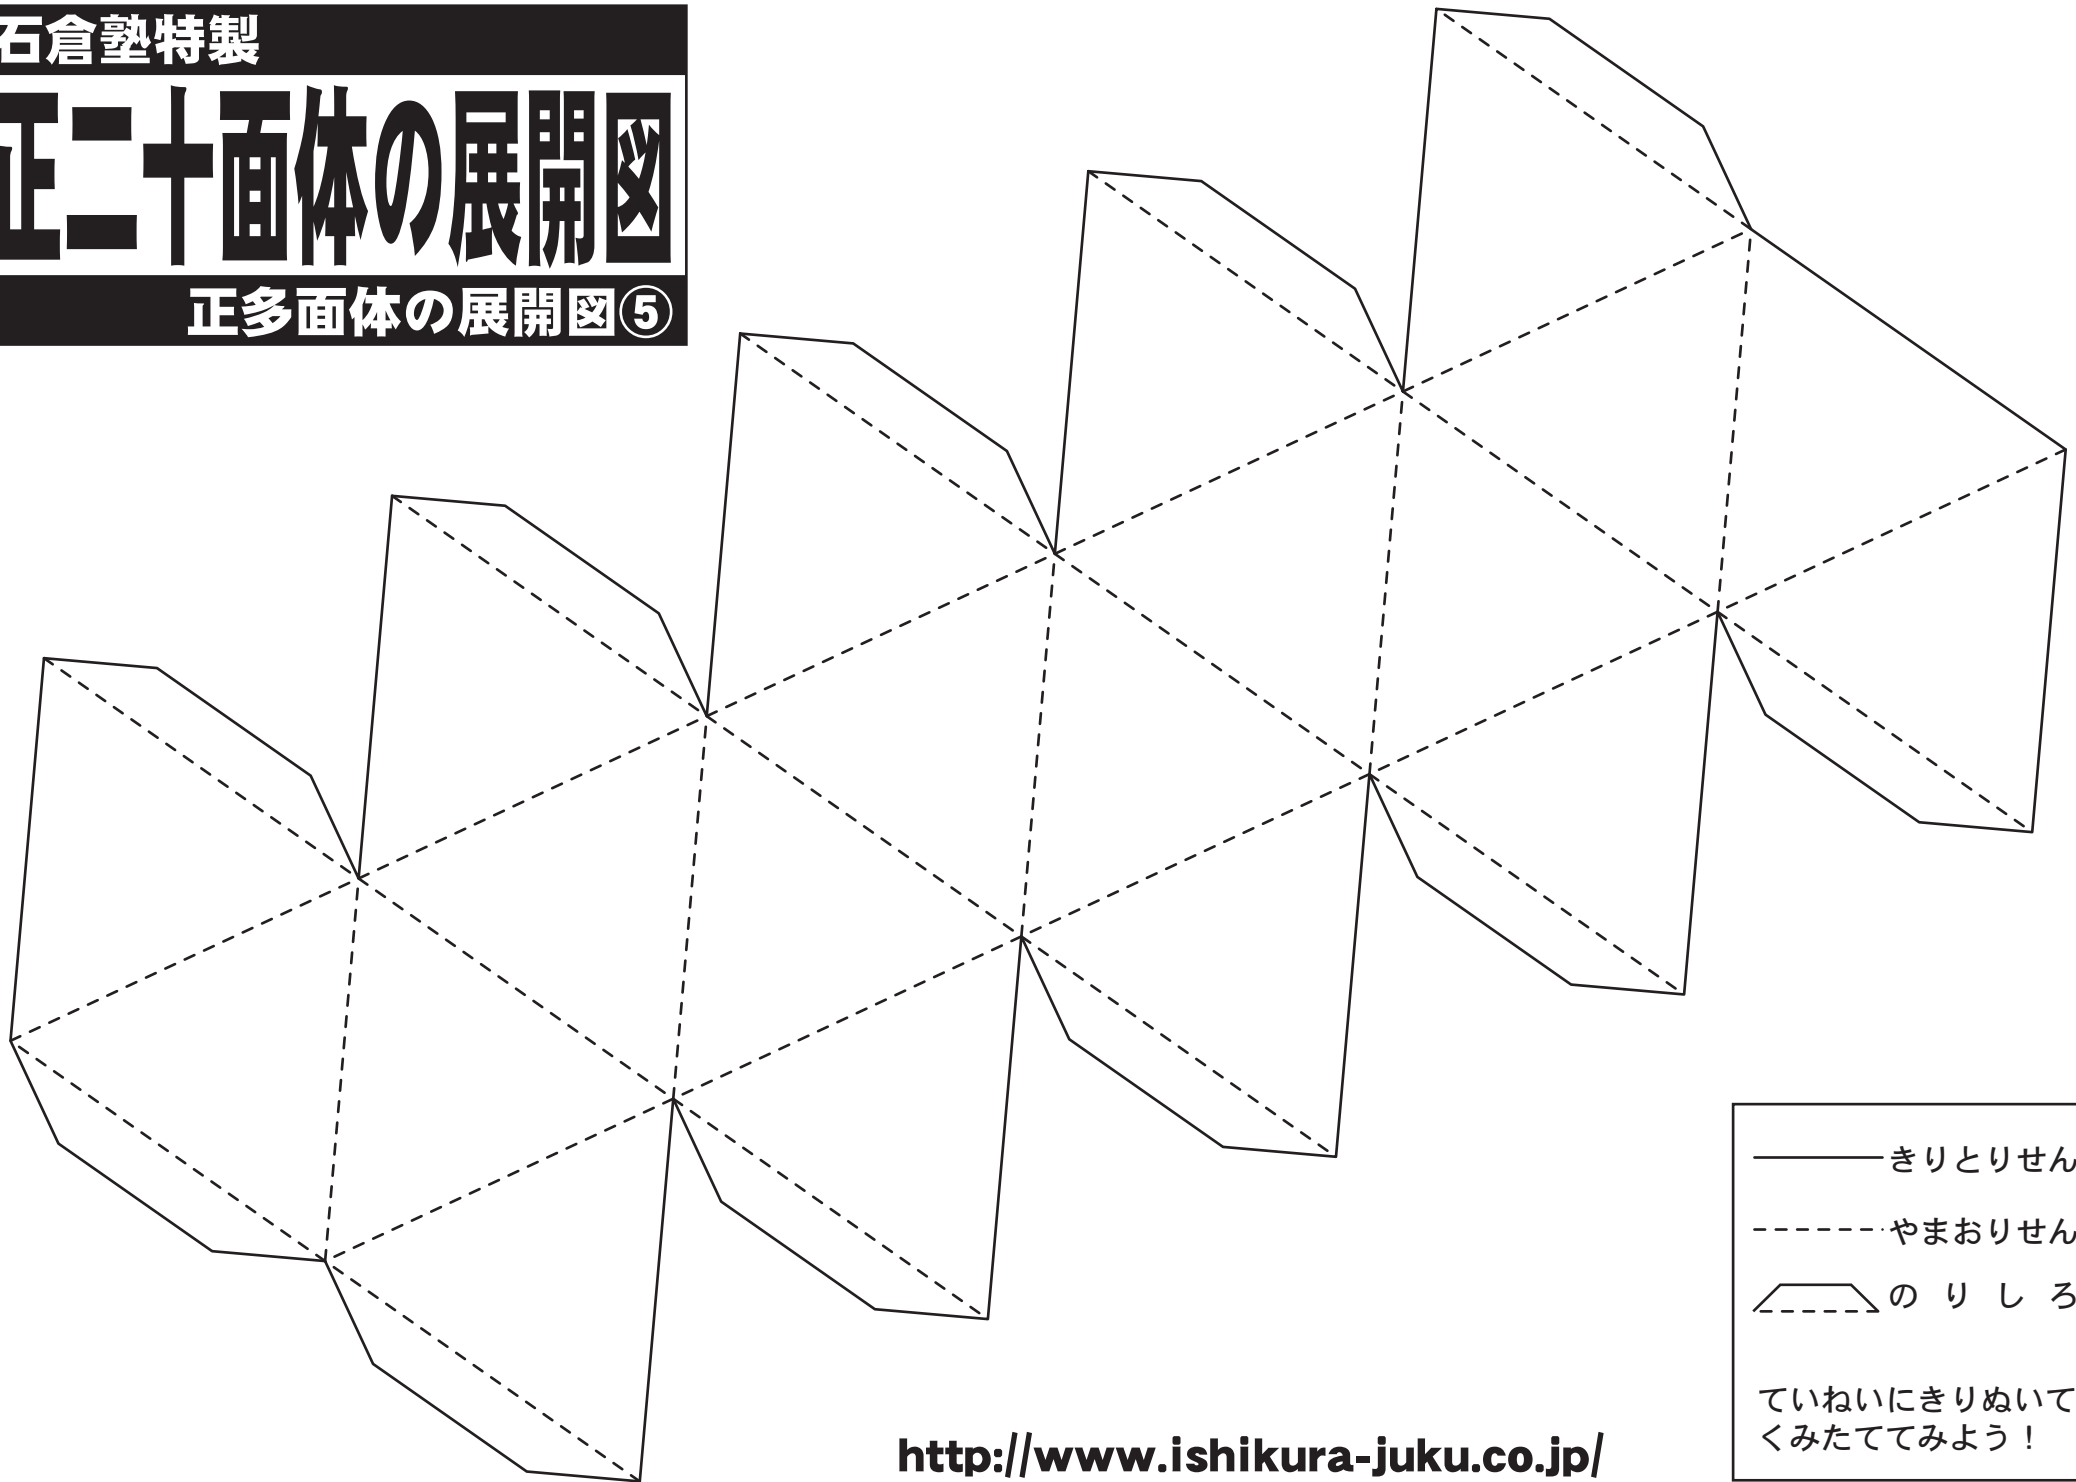 石倉塾特製
正二十面体の展開図
正多面体の展開図⑤
きりとりせん
やまおりせん
のりしろ
ていねいにきりぬいて
くみたててみよう！
http://www.ishikura-juku.co.jp/